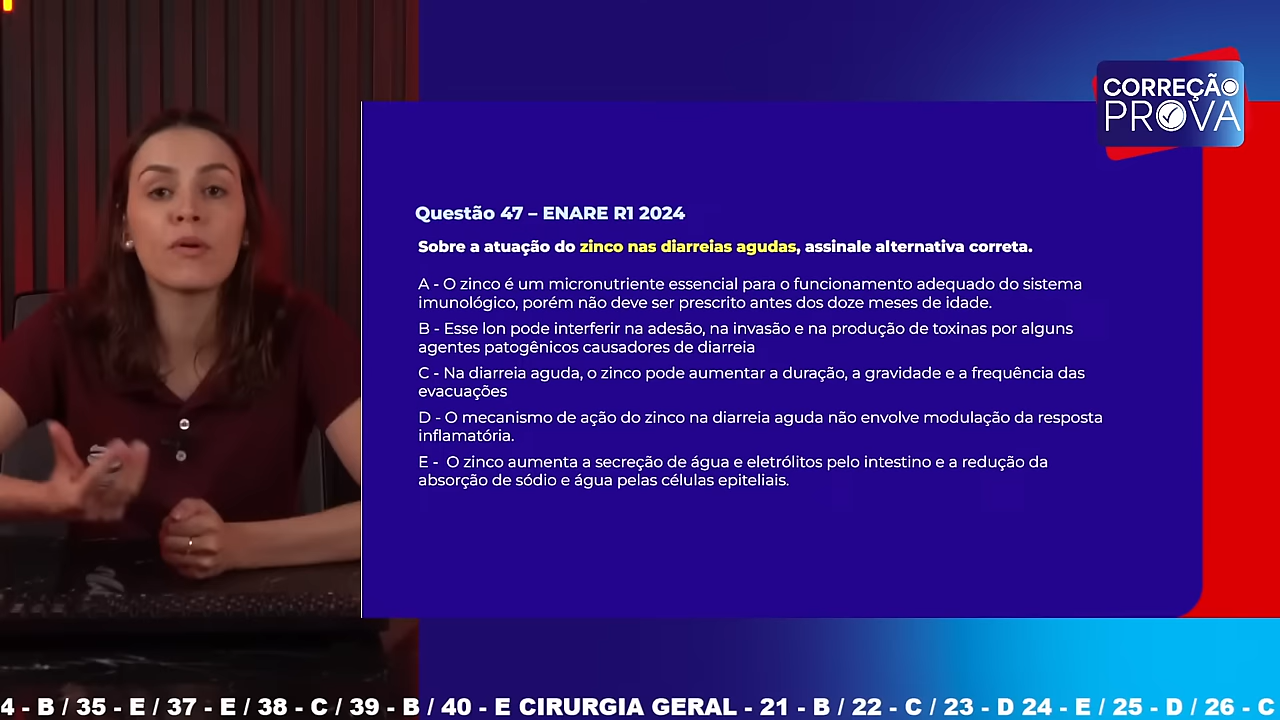 CORREÇÃO
PROVA
Questão 47 – ENARE R1 2024
Sobre a atuação do zinco nas diarreias agudas, assinale alternativa correta.
A - O zinco é um micronutriente essencial para o funcionamento adequado do sistema
imunológico, porém não deve ser prescrito antes dos doze meses de idade.
B - Esse lon pode interferir na adesão, na invasão e na produção de toxinas por alguns
agentes patogênicos causadores de diarreia
C - Na diarreia aguda, o zinco pode aumentar a duração, a gravidade e a frequência das
evacuações
D - O mecanismo de ação do zinco na diarreia aguda não envolve modulação da resposta
inflamatória.
E -  O zinco aumenta a secreção de água e eletrólitos pelo intestino e a redução da
absorção de sódio e água pelas células epiteliais.
4 - B / 35 - E / 37 - E / 38 - C / 39 - B / 40 - E CIRURGIA GERAL - 21 - B / 22 - C / 23 - D 24 - E / 25 - D / 26 - C